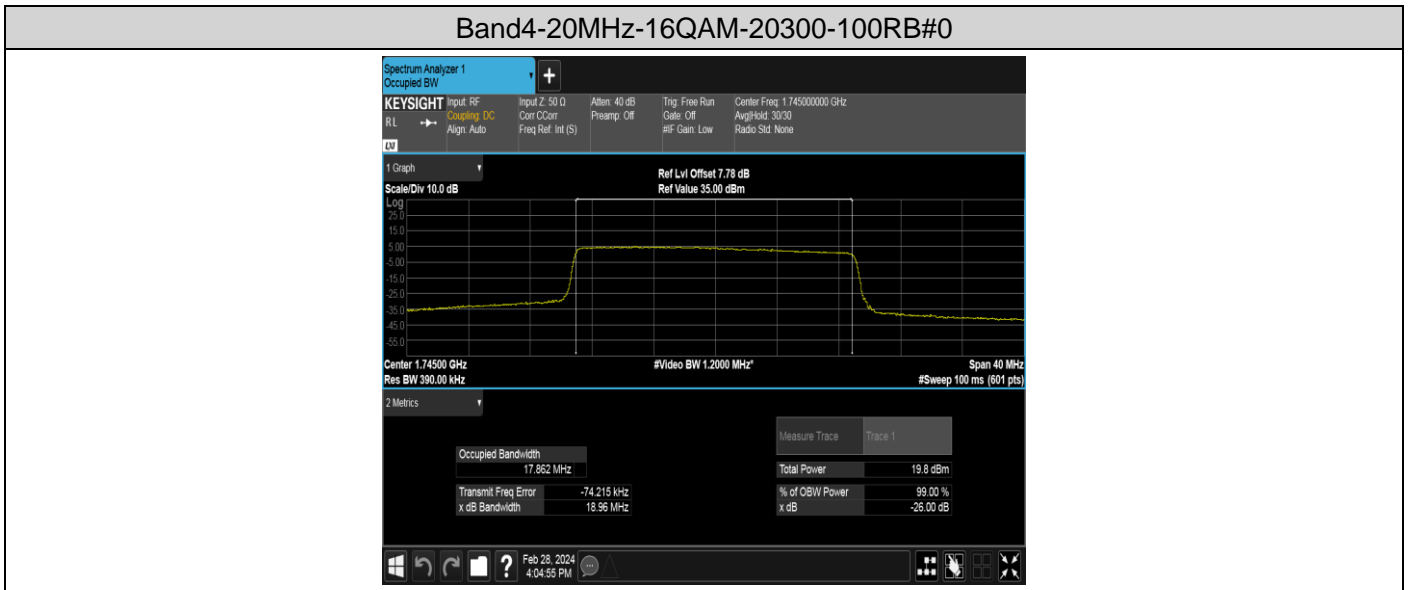 Band4-20MHz-16QAM-20300-100RB#0
Spectrum Analyzer 1
Occupied BW
+
KEYSIGHT
RL
LXI
Input: RF
Coupling: DC
Align: Auto
Input Z: 50 Ω
Corr CCorr
Freq Ref: Int (S)
Atten: 40 dB
Preamp: Off
Trig: Free Run
Gate: Off
#IF Gain: Low
Center Freq: 1.745000000 GHz
Avg|Hold: 30/30
Radio Std: None
1 Graph
Scale/Div 10.0 dB
Ref Lvl Offset 7.78 dB
Ref Value 35.00 dBm
Log
25.0
15.0
5.00
-5.00
-15.0
-25.0
-35.0
-45.0
-55.0
Center 1.74500 GHz
#Video BW 1.2000 MHz*
Span 40 MHz
Res BW 390.00 kHz
#Sweep 100 ms (601 pts)
2 Metrics
Measure Trace Trace 1
Occupied Bandwidth
17.862 MHz
Total Power 19.8 dBm
Transmit Freq Error -74.215 kHz
% of OBW Power 99.00 %
x dB Bandwidth 18.96 MHz
x dB -26.00 dB
?
Feb 28, 2024
4:04:55 PM